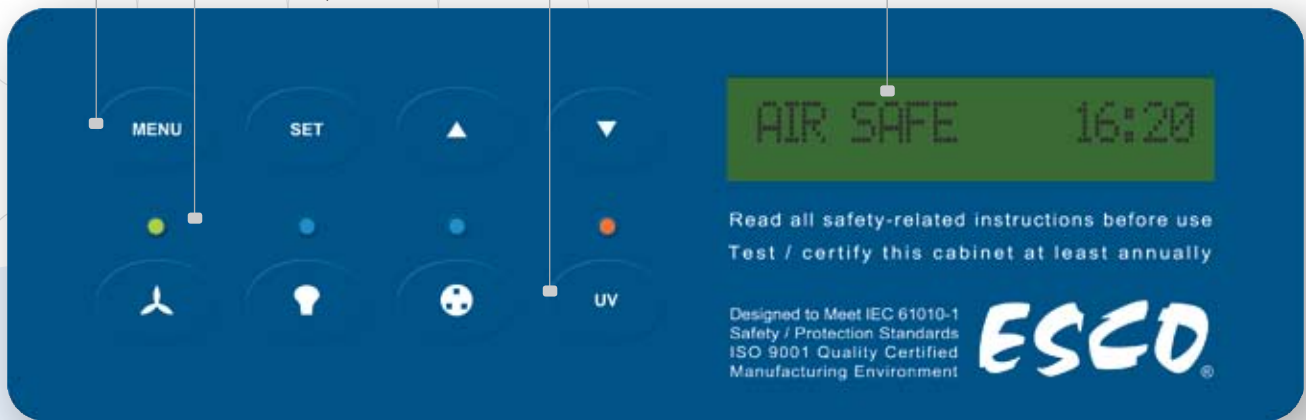 MENU SET ▲ ▼
UV
AIR SAFE 16:20
Read all safety-related instructions before use
Test / certify this cabinet at least annually
Designed to Meet IEC 61010-1
Safety / Protection Standards
ISO 9001 Quality Certified
Manufacturing Environment
ESCO®